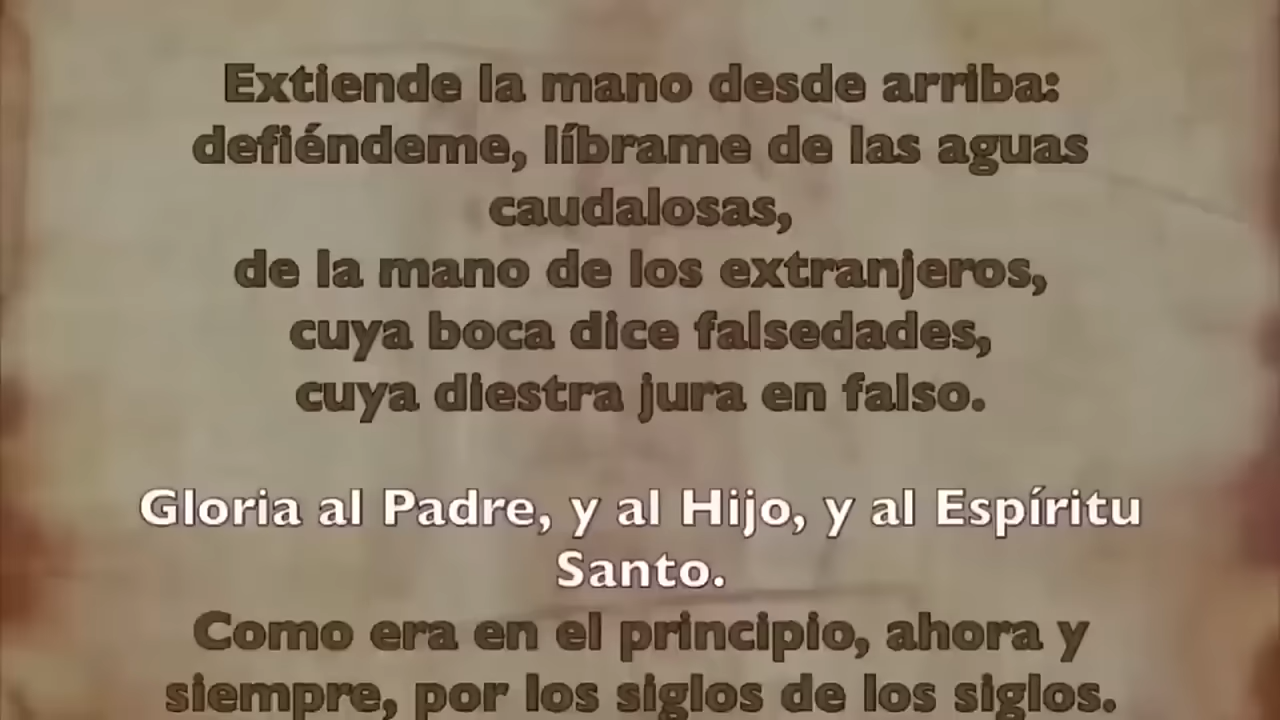 Extiende la mano desde arriba:
defiéndeme, líbrame de las aguas
caudalosas,
de la mano de los extranjeros,
cuya boca dice falsedades,
cuya diestra jura en falso.
Gloria al Padre, y al Hijo, y al Espíritu
Santo.
Como era en el principio, ahora y
siempre, por los siglos de los siglos.